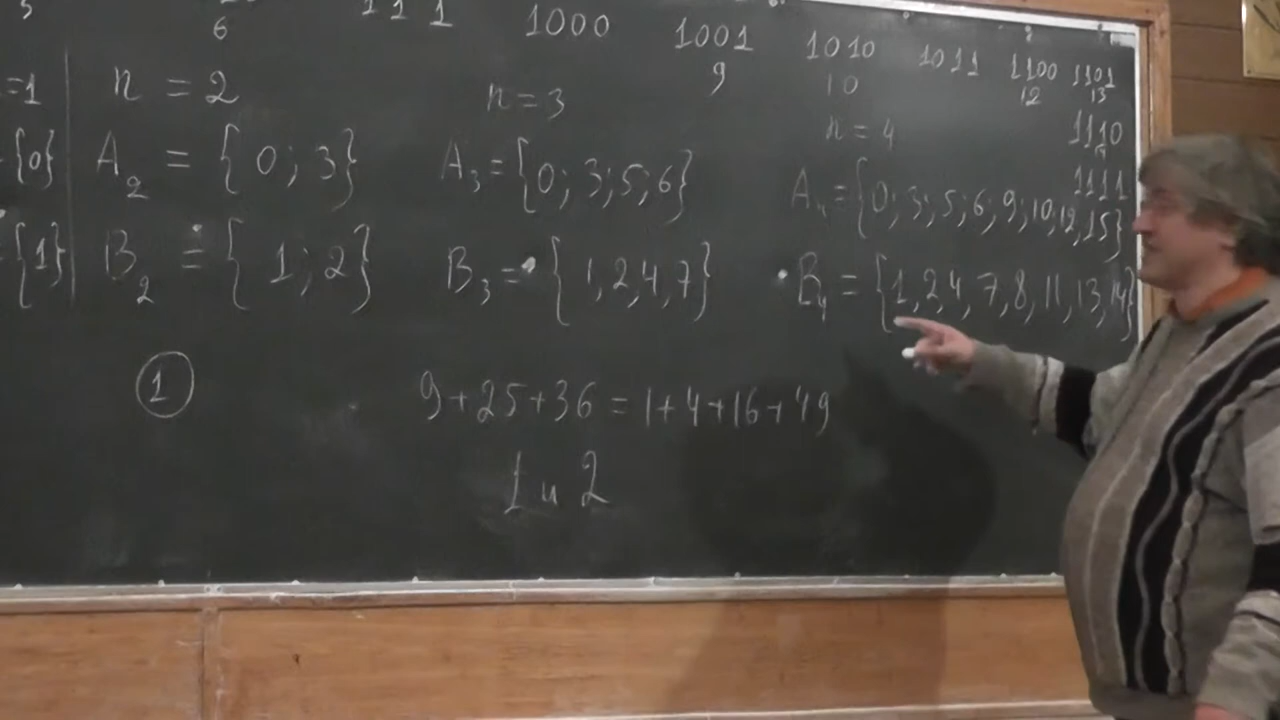 6 111 1000 1001 1010 1011 1100 1101
9 10 12 13
=1 n = 2 n = 3 n = 4 1110
{0} A₂ = {0; 3} A₃ = {0; 3; 5; 6} A₄ = {0; 3; 5; 6; 9; 10; 12, 15} 1111
{1} B₂ = {1; 2} B₃ = {1, 2, 4, 7} B₄ = {1, 2, 4, 7, 8, 11, 13, 14}
① 9+25+36 = 1+4+16+49
1 и 2